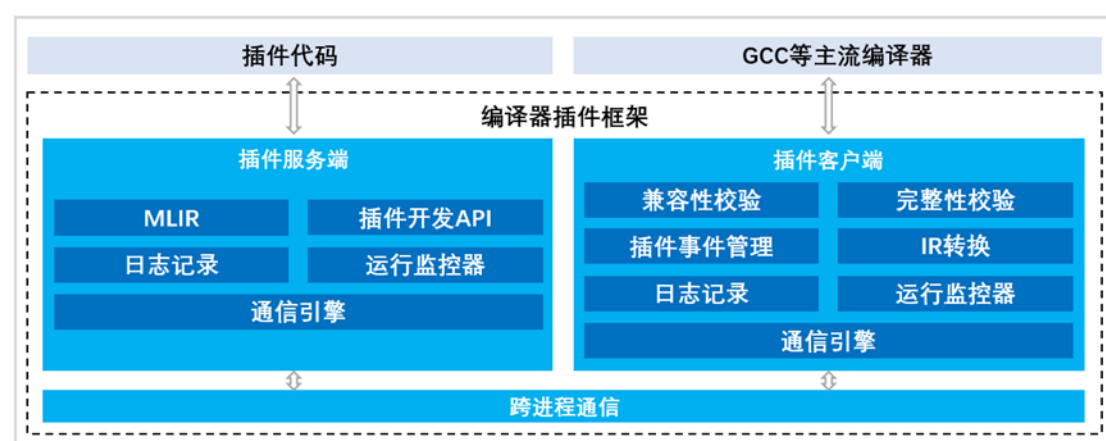 插件代码
GCC等主流编译器
编译器插件框架
插件服务端
MLIR
插件开发API
日志记录
运行监控器
通信引擎
插件客户端
兼容性校验
完整性校验
插件事件管理
IR转换
日志记录
运行监控器
通信引擎
跨进程通信